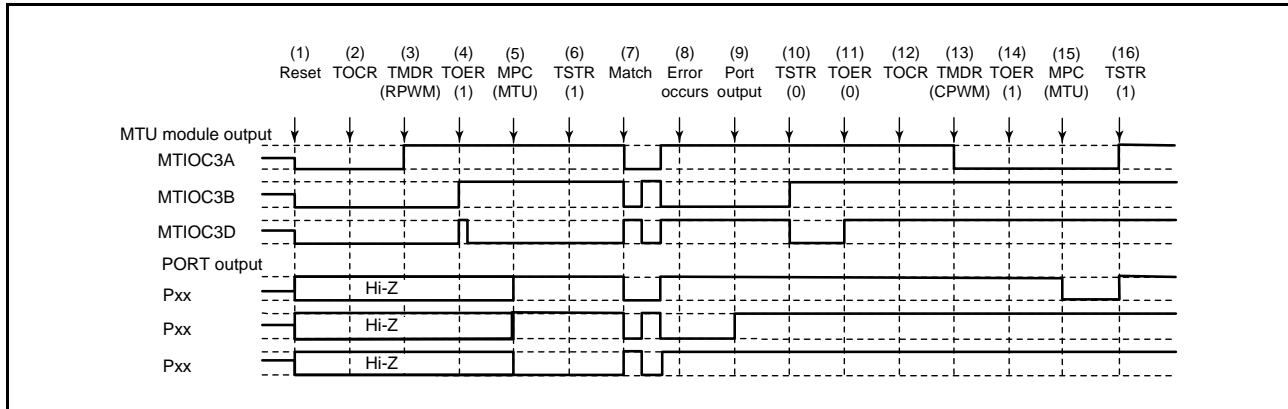 (1) (2) (3) (4) (5) (6) (7) (8) (9) (10) (11) (12) (13) (14) (15) (16)
Reset TOCR TMDR TOER MPC TSTR Match Error Port TSTR TOER TOCR TMDR TOER MPC TSTR
(RPWM) (1) (MTU) (1) occurs output (0) (0) (CPWM) (1) (MTU) (1)
MTU module output
MTIOC3A
MTIOC3B
MTIOC3D
PORT output
Pxx Hi-Z
Pxx Hi-Z
Pxx Hi-Z